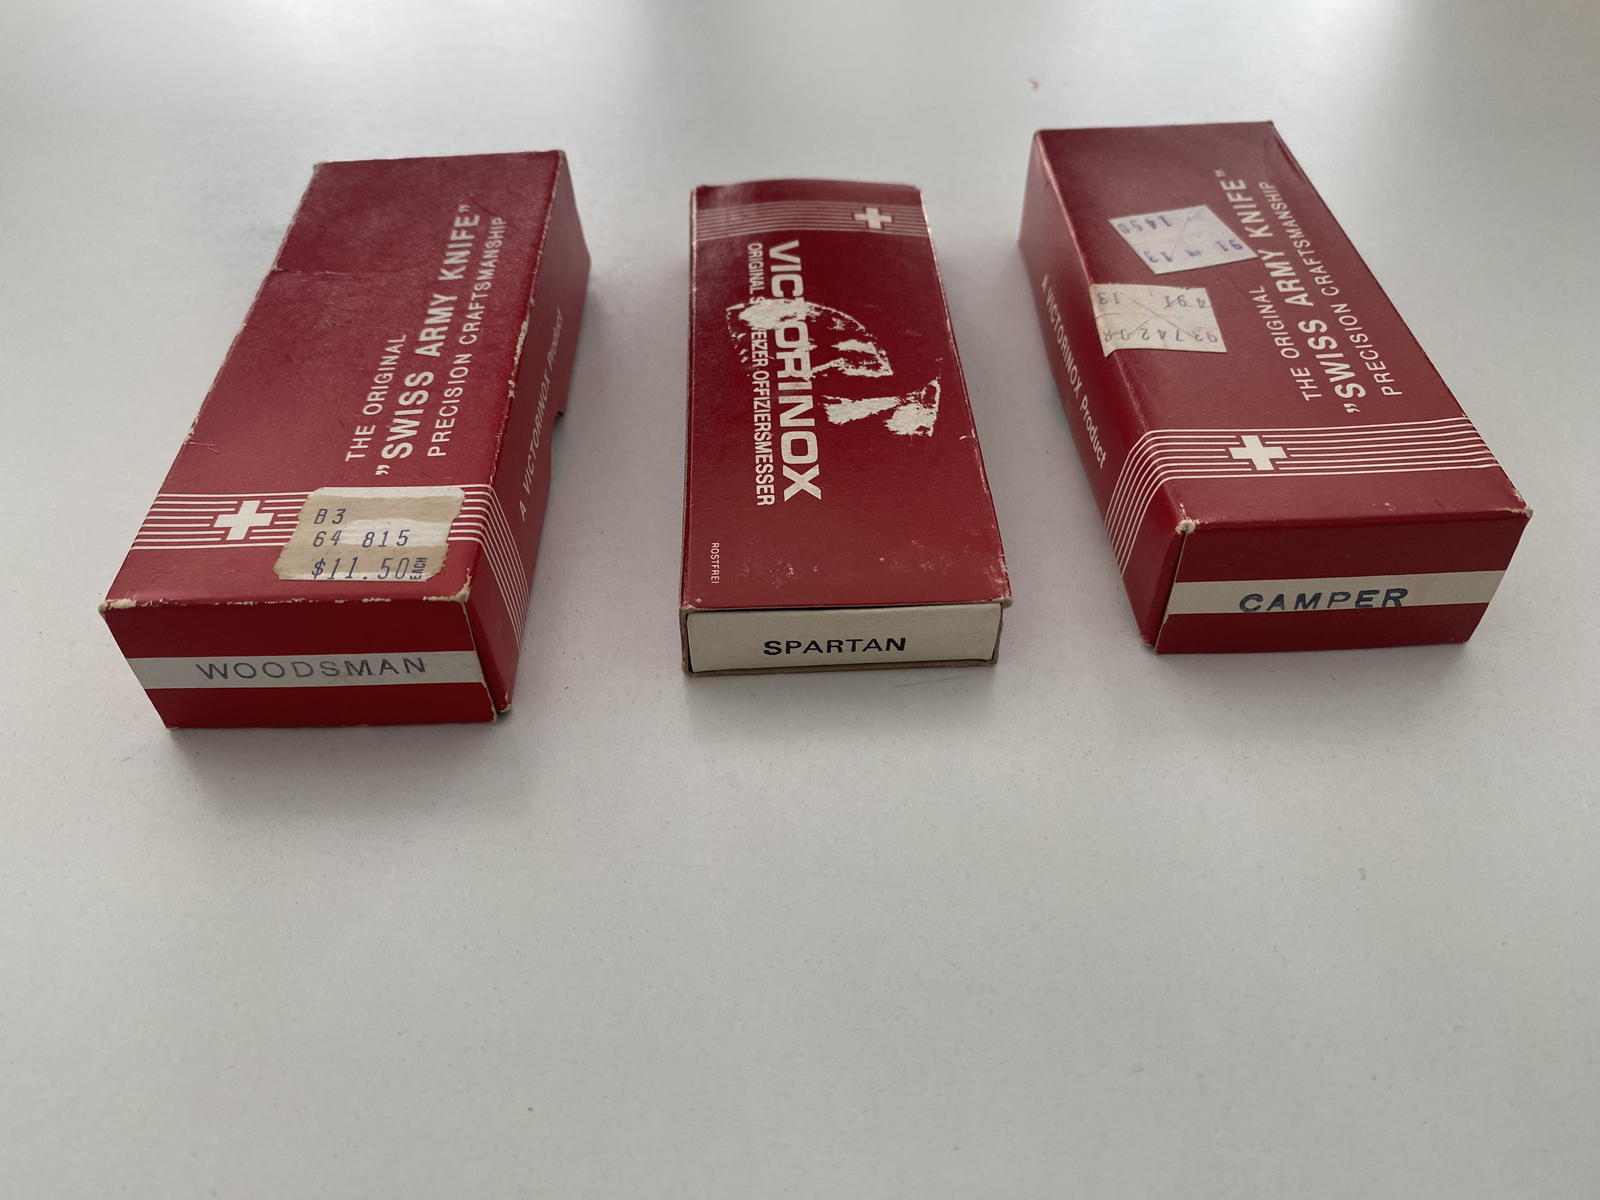 THE ORIGINAL
"SWISS ARMY KNIFE"
PRECISION CRAFTSMANSHIP
A VICTORINOX Product
B3
64 815
$11.50 EACH
WOODSMAN
VICTORINOX
ORIGINAL SCHWEIZER OFFIZIERSMESSER
ROSTFREI
SPARTAN
THE ORIGINAL
"SWISS ARMY KNIFE"
PRECISION CRAFTSMANSHIP
A VICTORINOX Product
1450
CAMPER